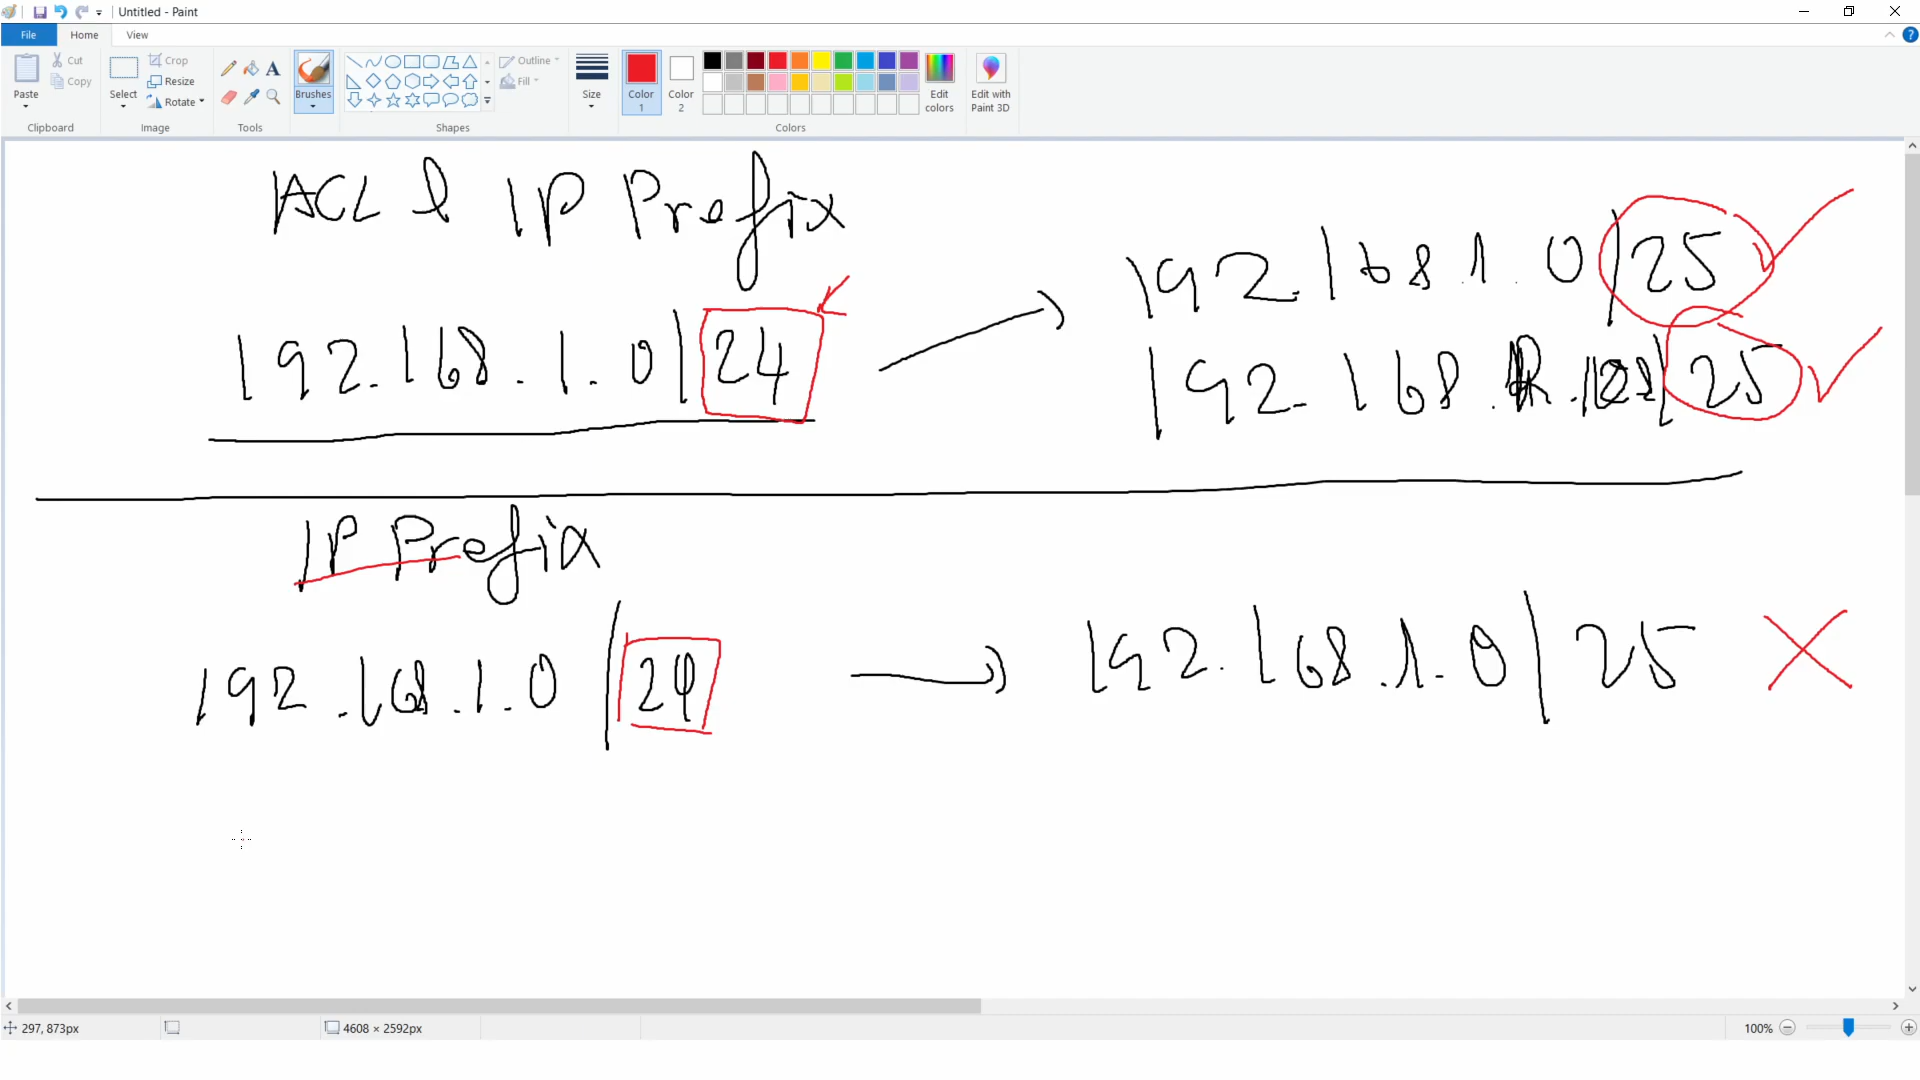 Untitled - Paint
File Home View
Paste
Cut
Copy
Clipboard
Select
Crop
Resize
Rotate
Image
Tools
Brushes
Shapes
Outline
Fill
Size
Color 1
Color 2
Edit colors
Edit with Paint 3D
Colors
ACL & IP Prefix
192.168.1.0/24
192.168.1.0/25
192.168.1.128/25
IP Prefix
192.168.1.0/24
192.168.1.0/25
297, 873px
4608 × 2592px
100%